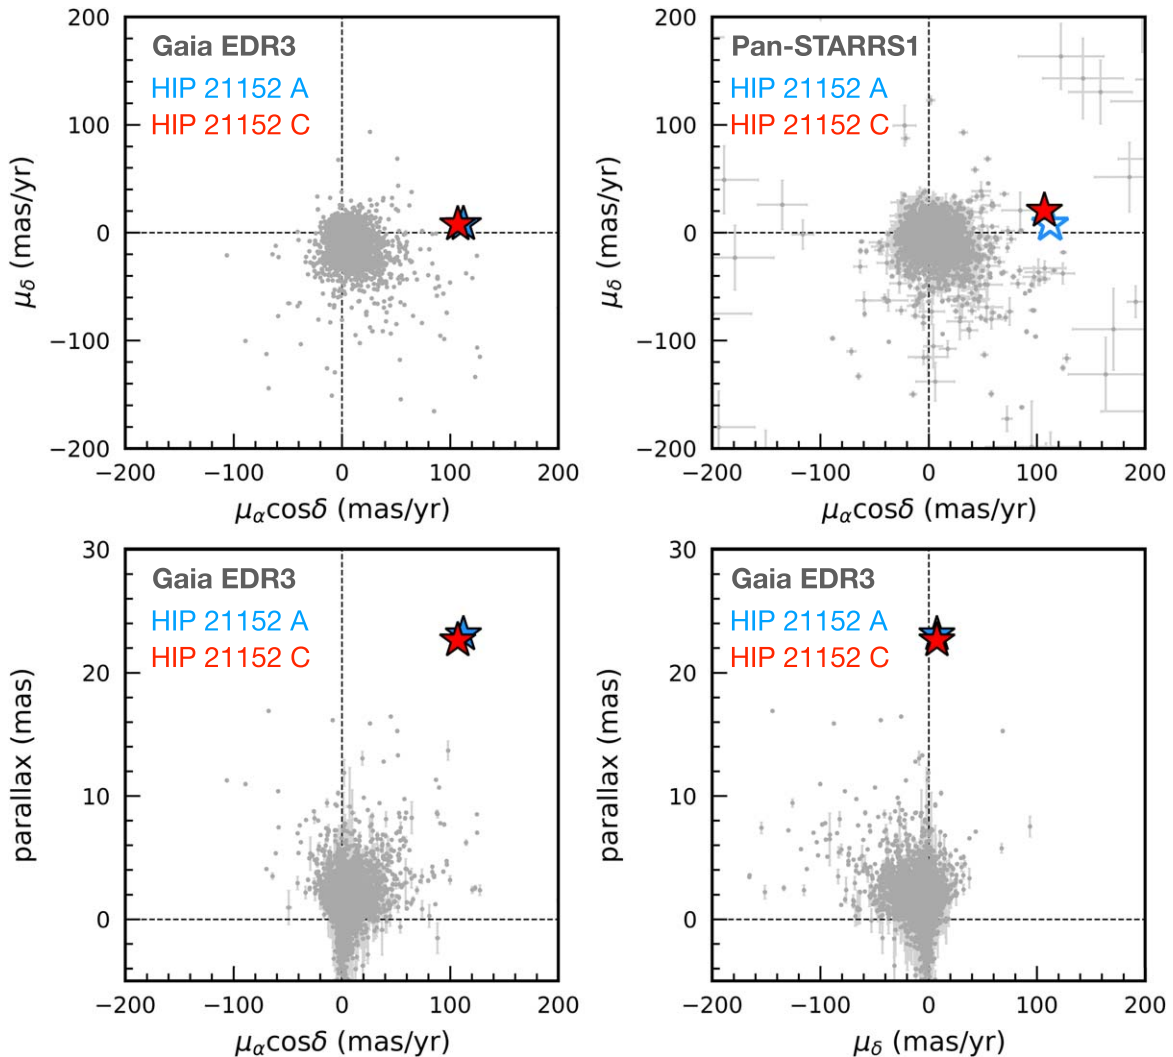 Gaia EDR3
HIP 21152 A
HIP 21152 C
200
100
0
−100
−200
μδ (mas/yr)
−200 −100 0 100 200
μαcosδ (mas/yr)
Pan-STARRS1
HIP 21152 A
HIP 21152 C
200
100
0
−100
−200
μδ (mas/yr)
−200 −100 0 100 200
μαcosδ (mas/yr)
Gaia EDR3
HIP 21152 A
HIP 21152 C
30
20
10
0
parallax (mas)
−200 −100 0 100 200
μαcosδ (mas/yr)
Gaia EDR3
HIP 21152 A
HIP 21152 C
30
20
10
0
parallax (mas)
−200 −100 0 100 200
μδ (mas/yr)